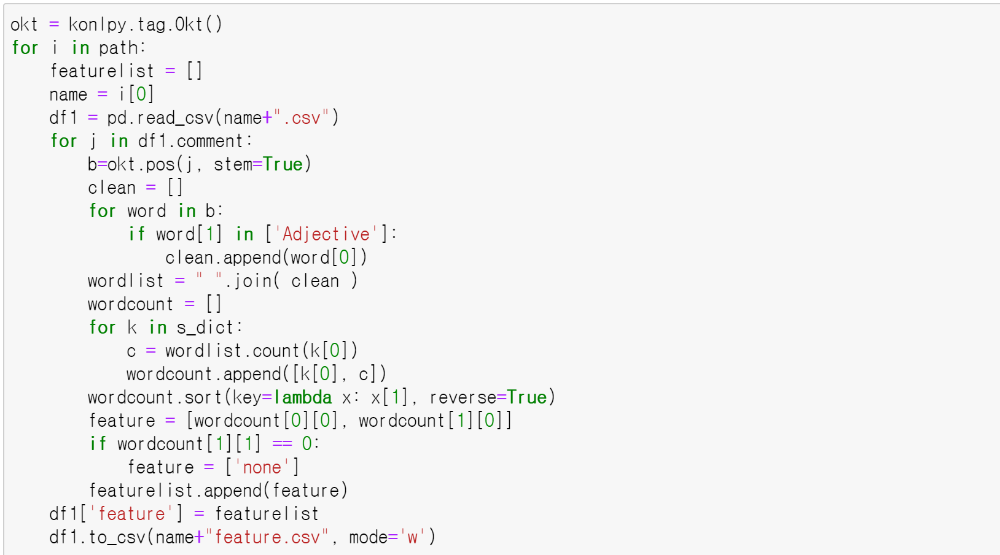 okt = konlpy.tag.Okt()
for i in path:
    featurelist = []
    name = i[0]
    df1 = pd.read_csv(name+".csv")
    for j in df1.comment:
        b=okt.pos(j, stem=True)
        clean = []
        for word in b:
            if word[1] in ['Adjective']:
                clean.append(word[0])
        wordlist = " ".join( clean )
        wordcount = []
        for k in s_dict:
            c = wordlist.count(k[0])
            wordcount.append([k[0], c])
        wordcount.sort(key=lambda x: x[1], reverse=True)
        feature = [wordcount[0][0], wordcount[1][0]]
        if wordcount[1][1] == 0:
            feature = ['none']
        featurelist.append(feature)
    df1['feature'] = featurelist
    df1.to_csv(name+"feature.csv", mode='w')